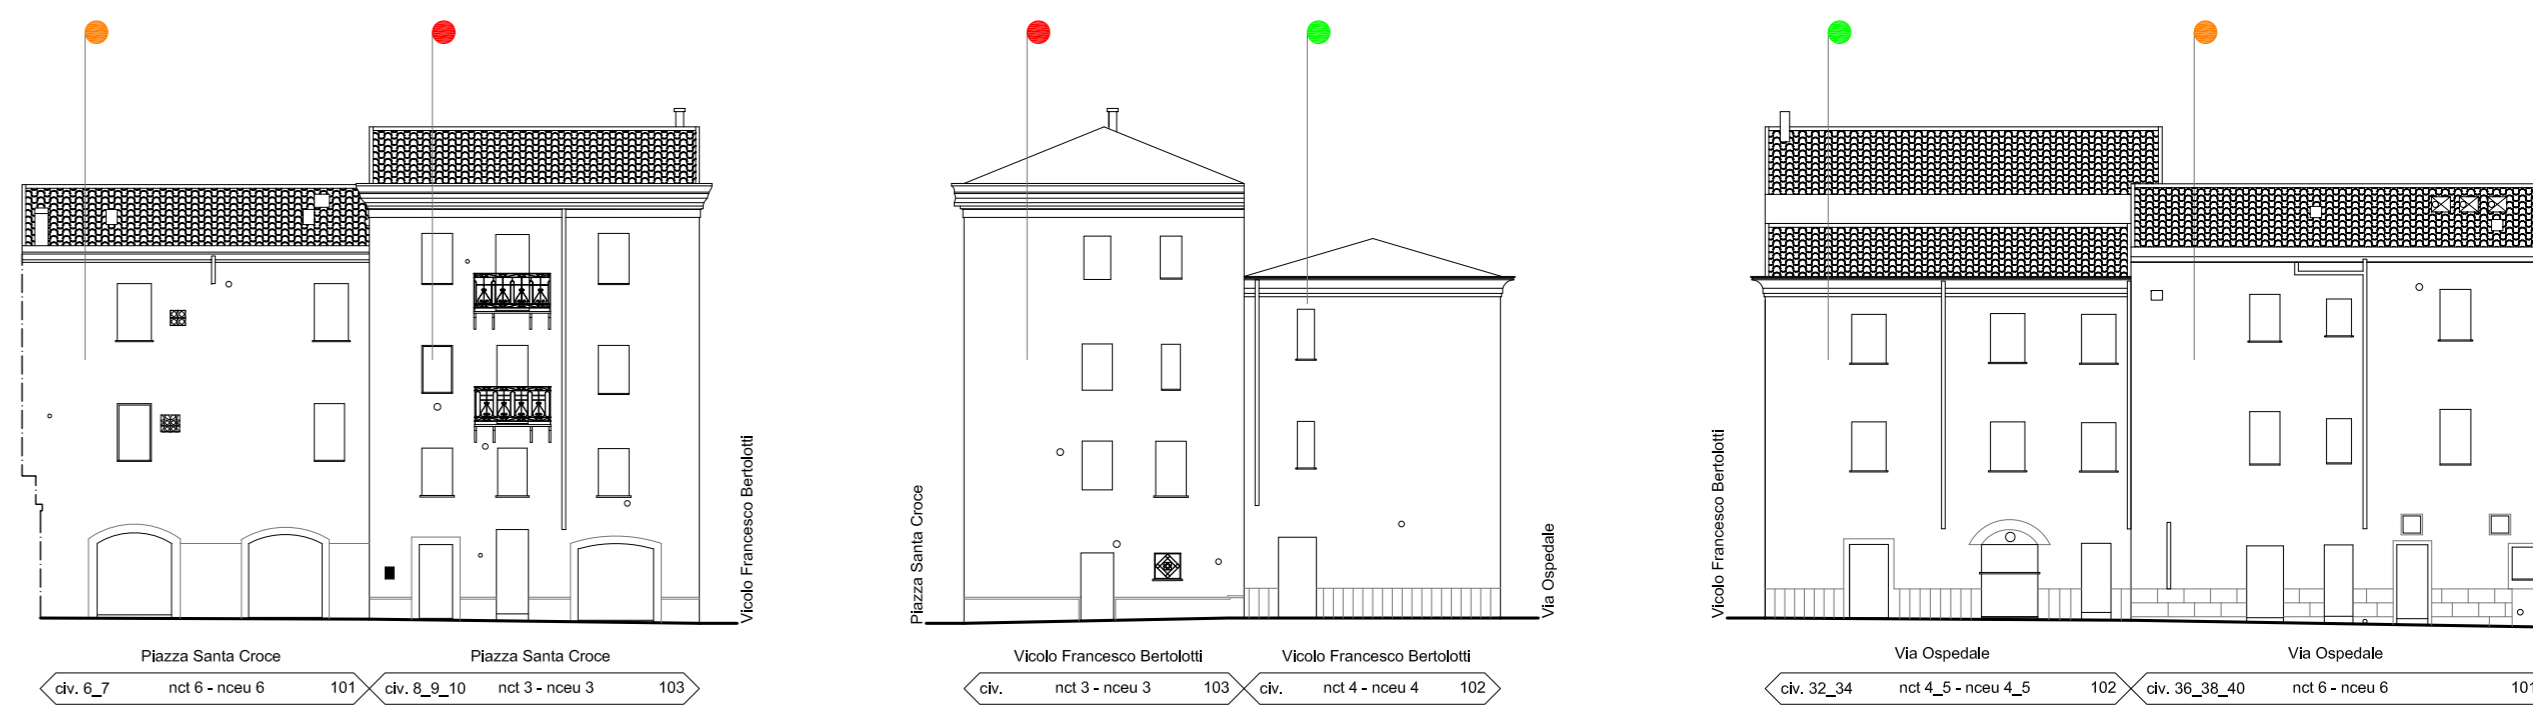 Vicolo Francesco Bertolotti
Piazza Santa Croce
civ. 6_7 nct 6 - nceu 6 101
Piazza Santa Croce
civ. 8_9_10 nct 3 - nceu 3 103
Piazza Santa Croce
Via Ospedale
Vicolo Francesco Bertolotti
civ. nct 3 - nceu 3 103
Vicolo Francesco Bertolotti
civ. nct 4 - nceu 4 102
Vicolo Francesco Bertolotti
Via Ospedale
civ. 32_34 nct 4_5 - nceu 4_5 102
Via Ospedale
civ. 36_38_40 nct 6 - nceu 6 101